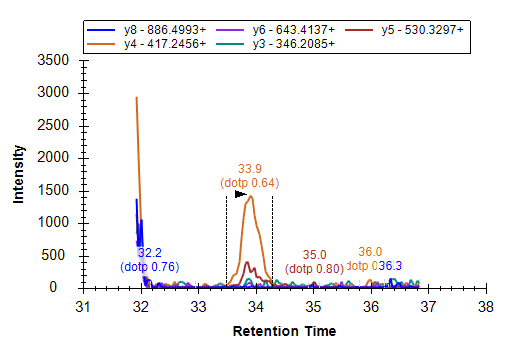 y8 - 886.4993+ y6 - 643.4137+ y5 - 530.3297+
y4 - 417.2456+ y3 - 346.2085+
3500
3000
2500
2000
1500
1000
500
0
Intensity
33.9
(dotp 0.64)
32.2
(dotp 0.76)
35.0
(dotp 0.80)
36.0
dotp 0.
36.3
31 32 33 34 35 36 37 38
Retention Time